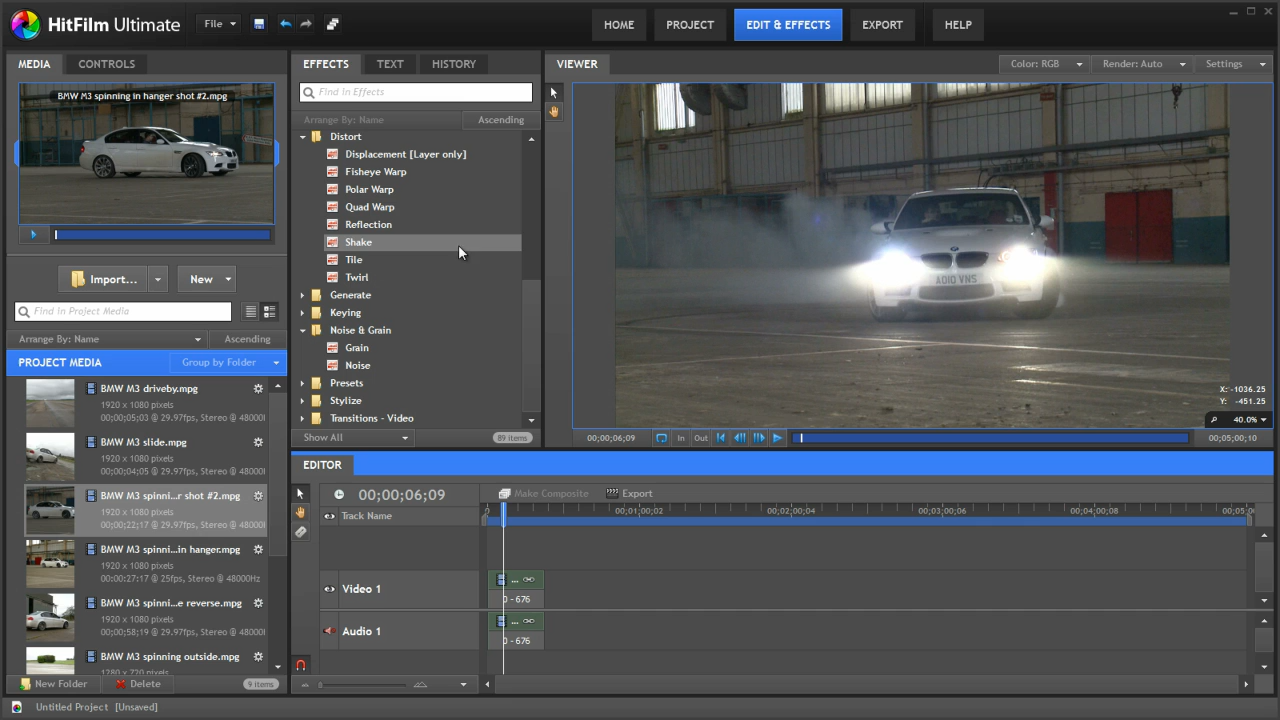 HitFilm Ultimate
File
HOME
PROJECT
EDIT & EFFECTS
EXPORT
HELP
MEDIA
CONTROLS
BMW M3 spinning in hanger shot #2.mpg
Import...
New
Find in Project Media
Arrange By: Name
Ascending
PROJECT MEDIA
Group by Folder
BMW M3 driveby.mpg
1920 x 1080 pixels
00;00;05;03 @ 29.97fps, Stereo @ 48000H
BMW M3 slide.mpg
1920 x 1080 pixels
00;00;04;05 @ 29.97fps, Stereo @ 48000H
BMW M3 spinni...r shot #2.mpg
1920 x 1080 pixels
00;00;22;17 @ 29.97fps, Stereo @ 48000H
BMW M3 spinni...in hanger.mpg
1920 x 1080 pixels
00:00:27:17 @ 25fps, Stereo @ 48000Hz
BMW M3 spinni...e reverse.mpg
1920 x 1080 pixels
00;00;58;19 @ 29.97fps, Stereo @ 48000H
BMW M3 spinning outside.mpg
1280 x 720 pixels
New Folder
Delete
9 items
Untitled Project [Unsaved]
EFFECTS
TEXT
HISTORY
Find in Effects
Arrange By: Name
Ascending
Distort
Displacement [Layer only]
Fisheye Warp
Polar Warp
Quad Warp
Reflection
Shake
Tile
Twirl
Generate
Keying
Noise & Grain
Grain
Noise
Presets
Stylize
Transitions - Video
Show All
89 items
VIEWER
Color: RGB
Render: Auto
Settings
AO10 VNS
X: -1036.25
Y: -451.25
40.0%
00;00;06;09
In
Out
00;05;00;10
EDITOR
00;00;06;09
Make Composite
Export
Track Name
0
00;01;00;02
00;02;00;04
00;03;00;06
00;04;00;08
00;05;0
Video 1
...
0 - 676
Audio 1
...
0 - 676